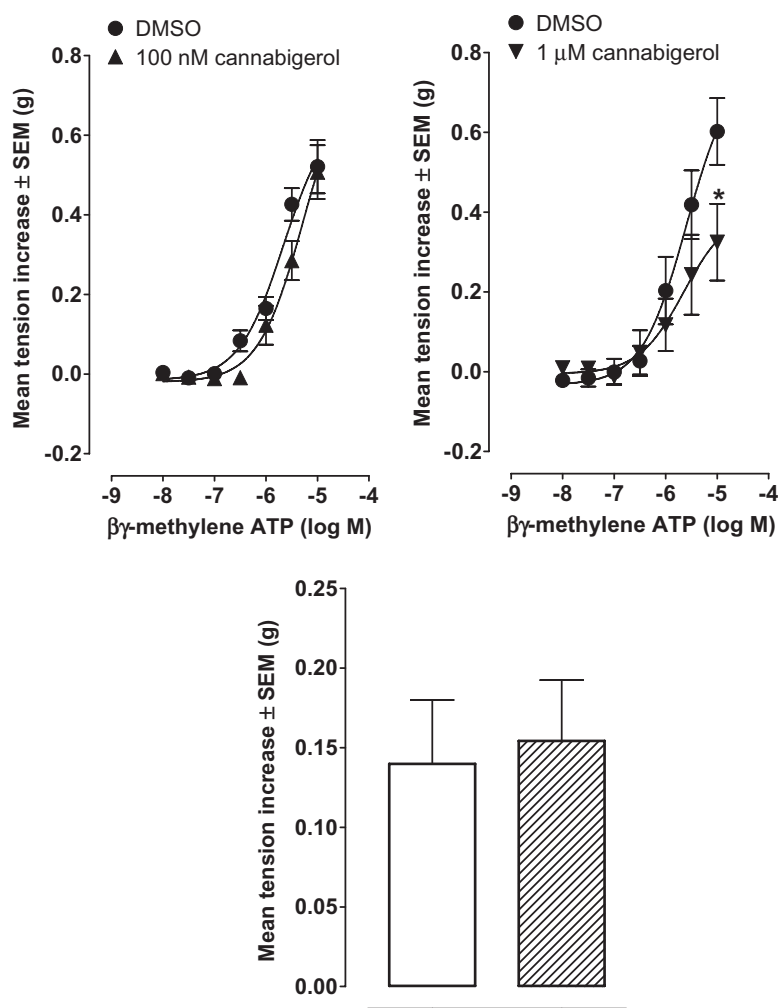 DMSO
100 nM cannabigerol
Mean tension increase ± SEM (g)
0.8
0.6
0.4
0.2
0.0
-0.2
-9 -8 -7 -6 -5 -4
βγ-methylene ATP (log M)
DMSO
1 μM cannabigerol
Mean tension increase ± SEM (g)
0.8
0.6
0.4
0.2
0.0
-0.2
*
-9 -8 -7 -6 -5 -4
βγ-methylene ATP (log M)
Mean tension increase ± SEM (g)
0.25
0.20
0.15
0.10
0.05
0.00